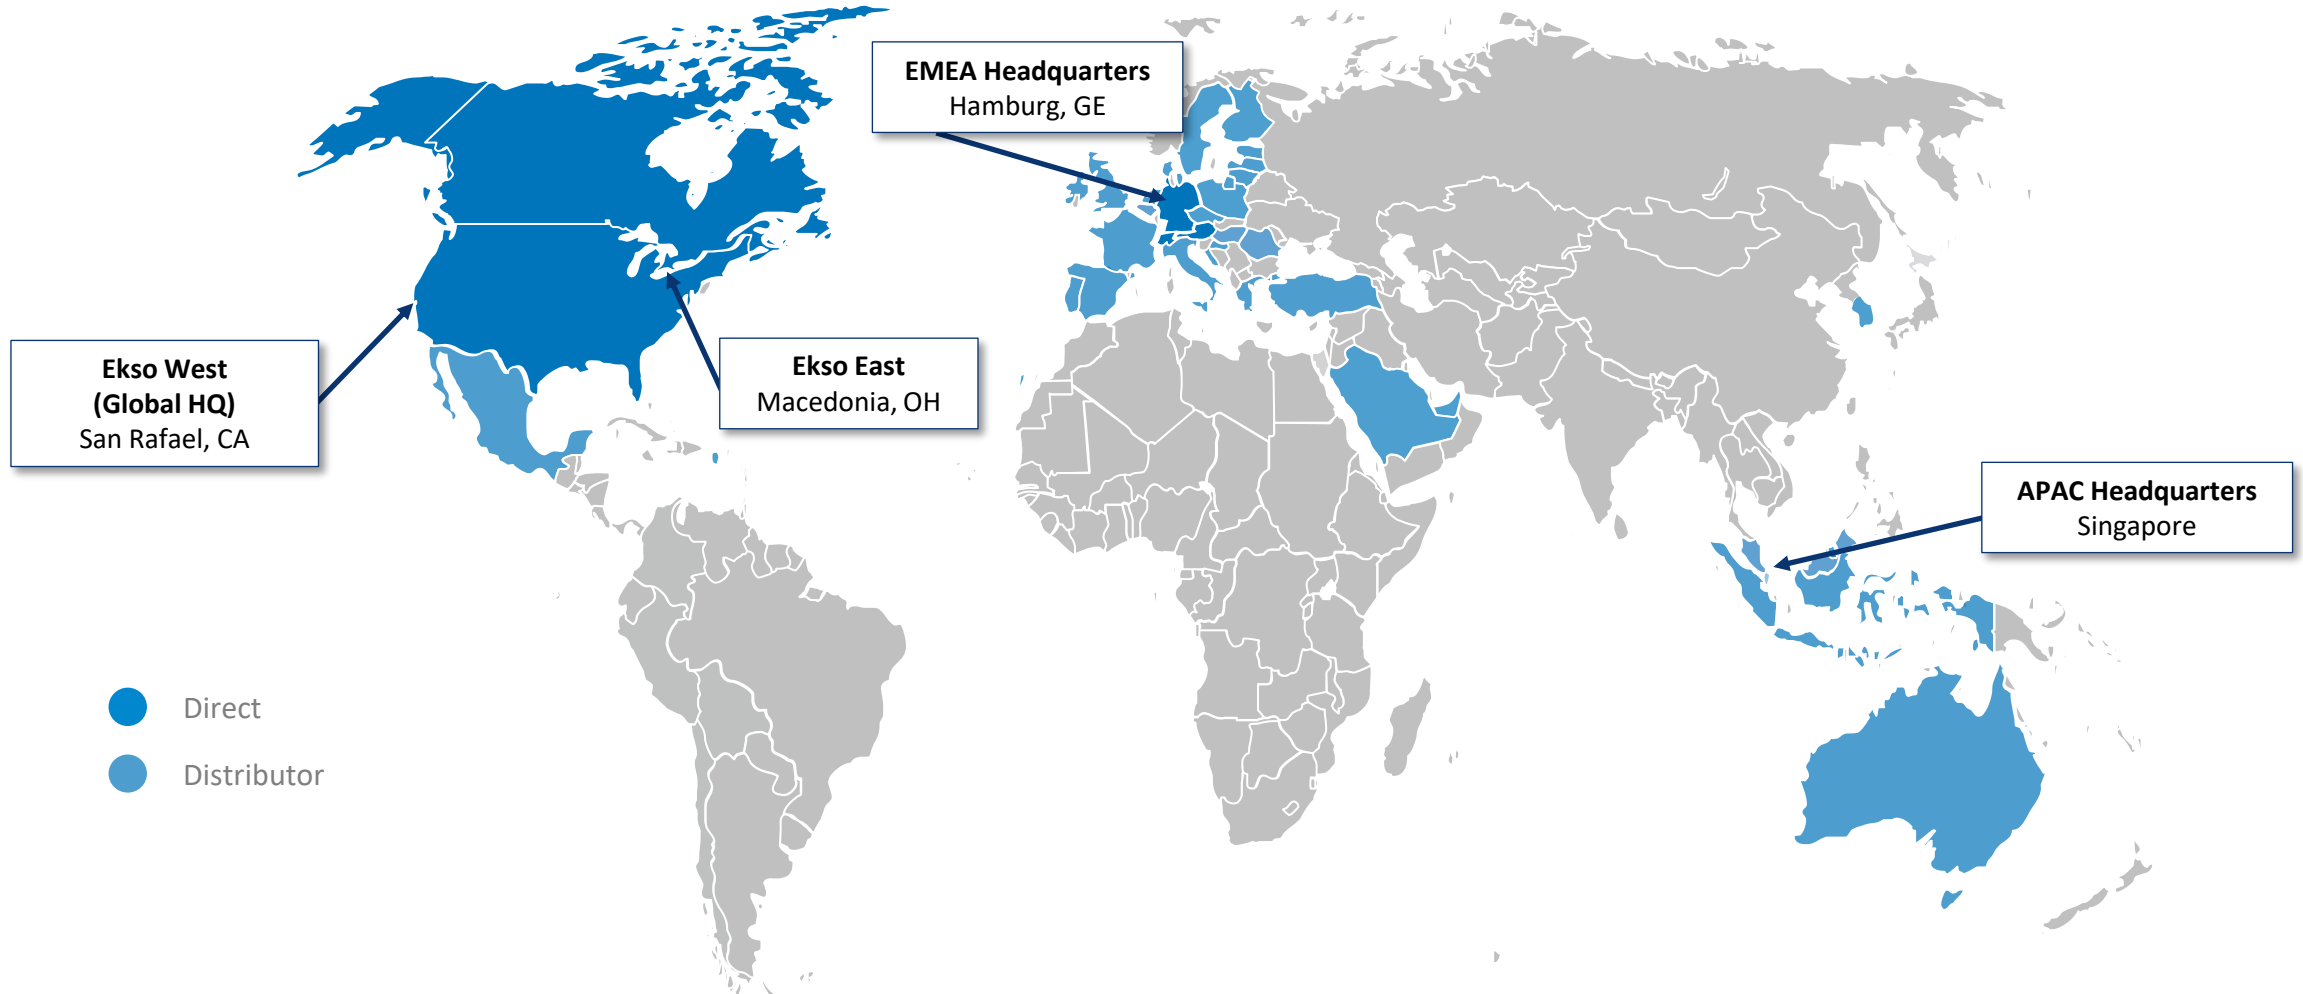 EMEA Headquarters
Hamburg, GE
Ekso West
(Global HQ)
San Rafael, CA
Ekso East
Macedonia, OH
APAC Headquarters
Singapore
Direct
Distributor